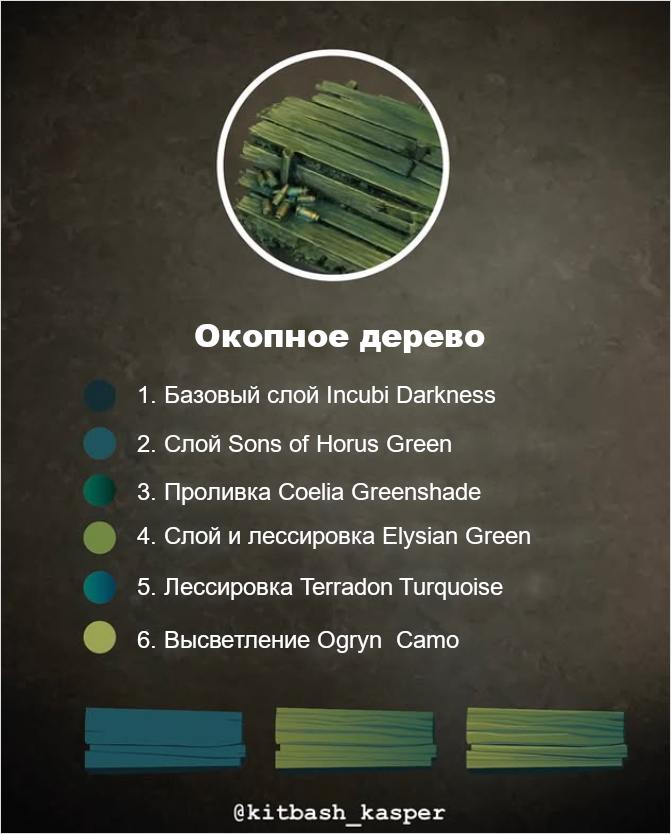 Окопное дерево
1. Базовый слой Incubi Darkness
2. Слой Sons of Horus Green
3. Проливка Coelia Greenshade
4. Слой и лессировка Elysian Green
5. Лессировка Terradon Turquoise
6. Высветление Ogryn  Camo
@kitbash_kasper